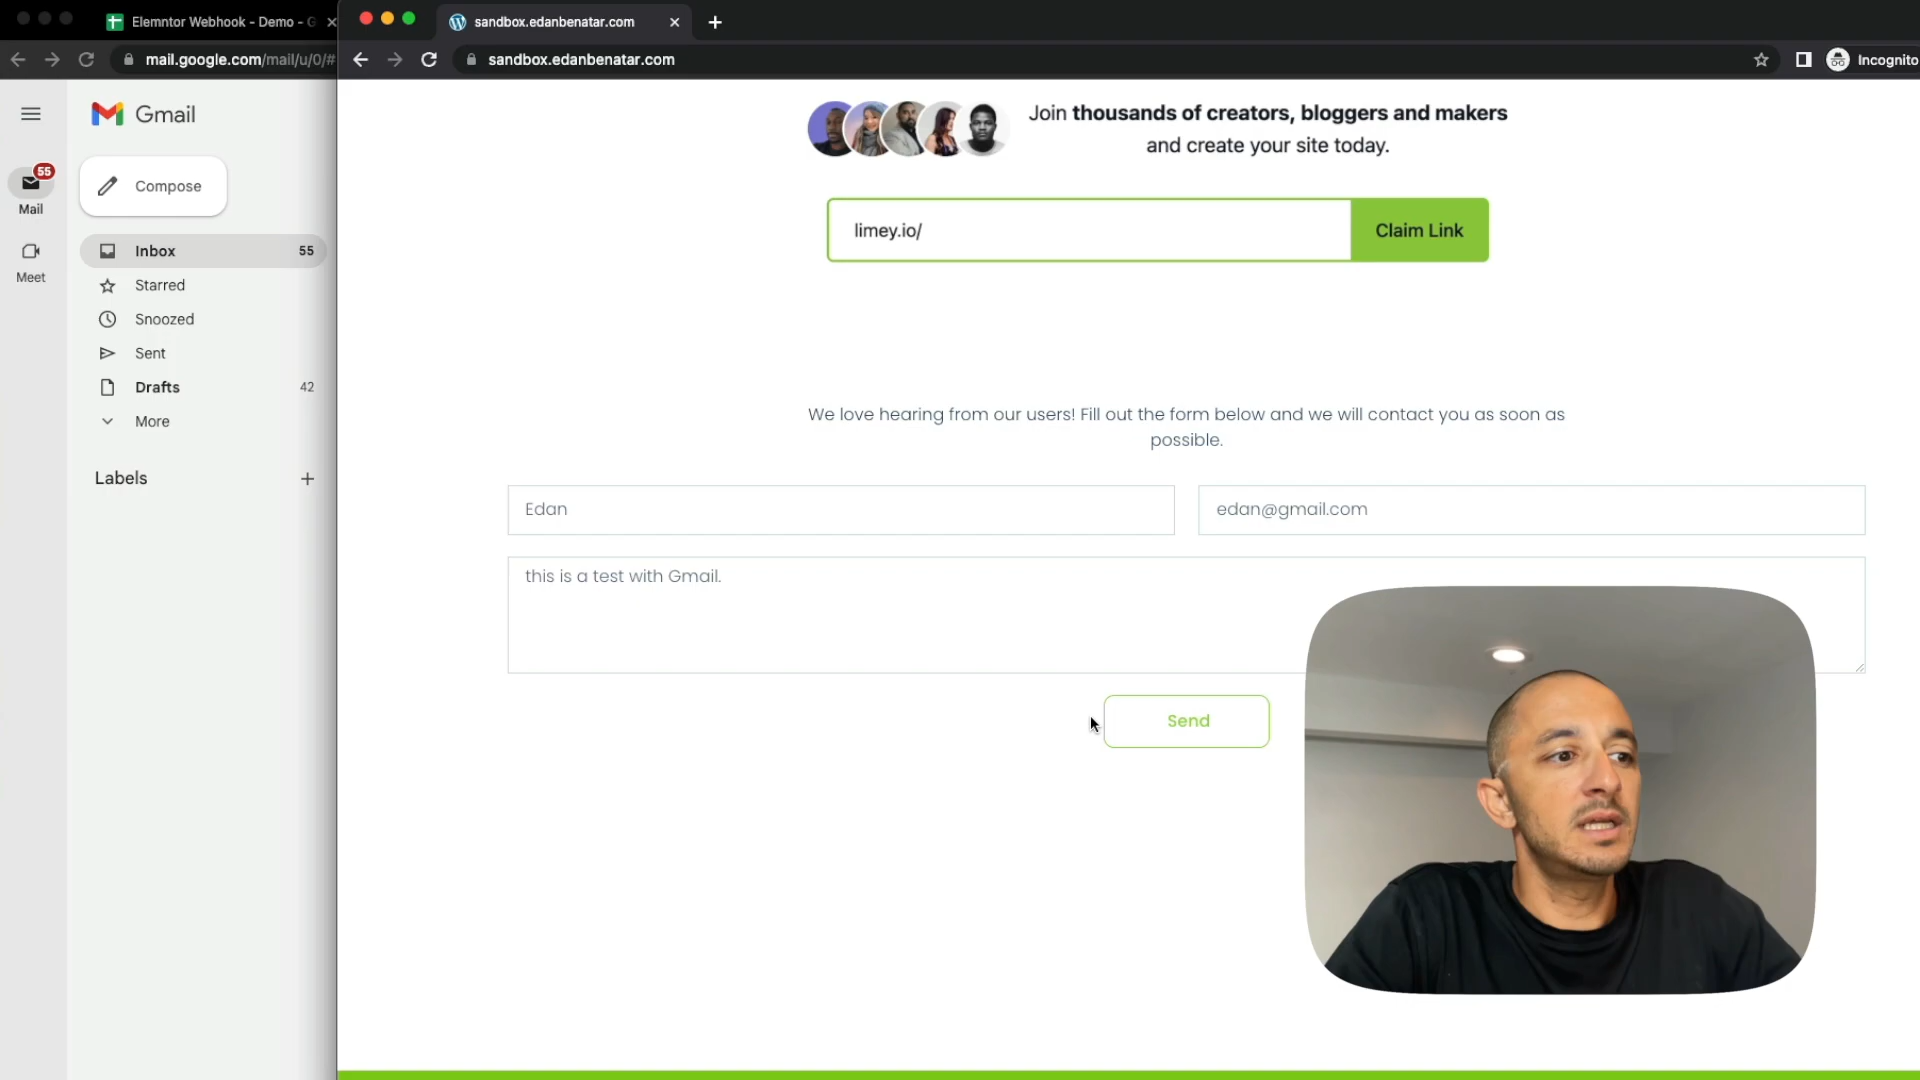 Elemntor Webhook - Demo - G
sandbox.edanbenatar.com
mail.google.com/mail/u/0/#
sandbox.edanbenatar.com
Incognito
Gmail
55
Mail
Meet
Compose
Inbox 55
Starred
Snoozed
Sent
Drafts 42
More
Labels
Join thousands of creators, bloggers and makers
and create your site today.
limey.io/
Claim Link
We love hearing from our users! Fill out the form below and we will contact you as soon as
possible.
Edan
edan@gmail.com
this is a test with Gmail.
Send